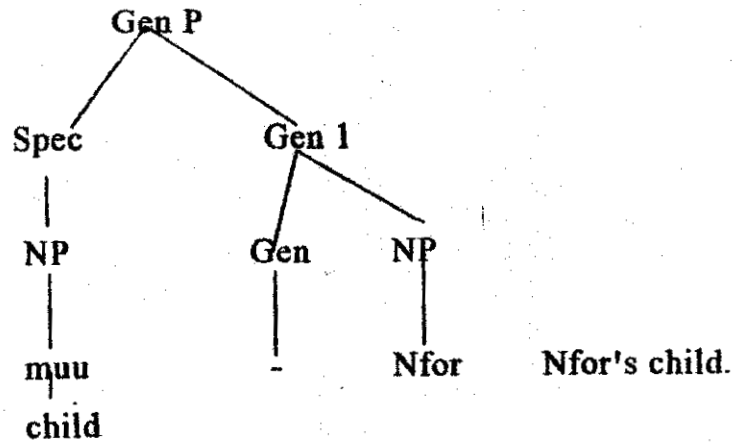 Gen P
Spec Gen 1
NP Gen NP
muu - Nfor Nfor's child.
child